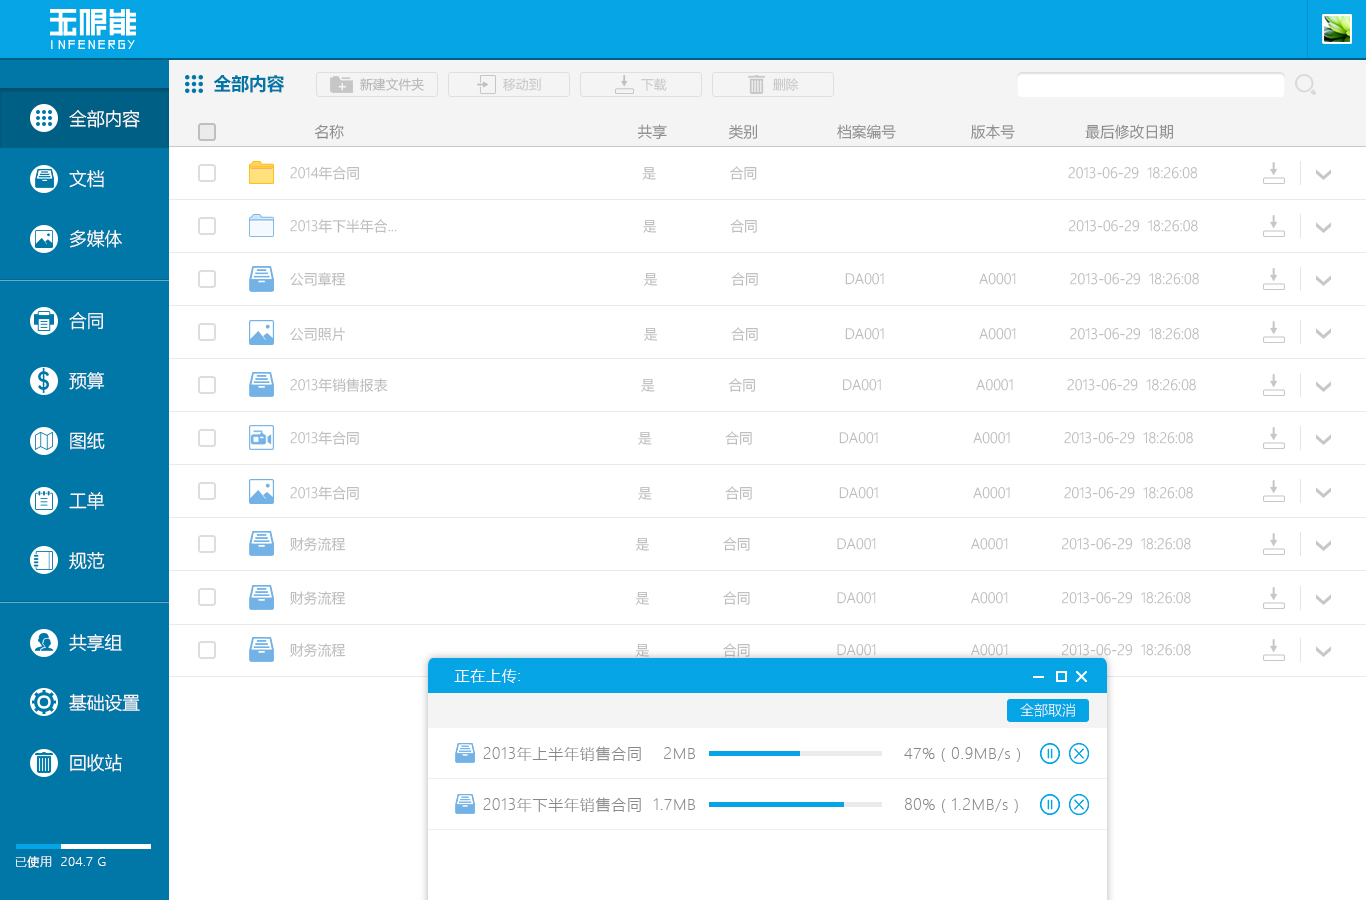 无限能
INFENERGY
全部内容
文档
多媒体
合同
预算
图纸
工单
规范
共享组
基础设置
回收站
已使用 204.7 G
全部内容 新建文件夹 移动到 下载 删除
名称 共享 类别 档案编号 版本号 最后修改日期
2014年合同 是 合同 2013-06-29 18:26:08
2013年下半年合... 是 合同 2013-06-29 18:26:08
公司章程 是 合同 DA001 A0001 2013-06-29 18:26:08
公司照片 是 合同 DA001 A0001 2013-06-29 18:26:08
2013年销售报表 是 合同 DA001 A0001 2013-06-29 18:26:08
2013年合同 是 合同 DA001 A0001 2013-06-29 18:26:08
2013年合同 是 合同 DA001 A0001 2013-06-29 18:26:08
财务流程 是 合同 DA001 A0001 2013-06-29 18:26:08
财务流程 是 合同 DA001 A0001 2013-06-29 18:26:08
财务流程 是 合同 DA001 A0001 2013-06-29 18:26:08
正在上传:
全部取消
2013年上半年销售合同 2MB 47% ( 0.9MB/s )
2013年下半年销售合同 1.7MB 80% ( 1.2MB/s )